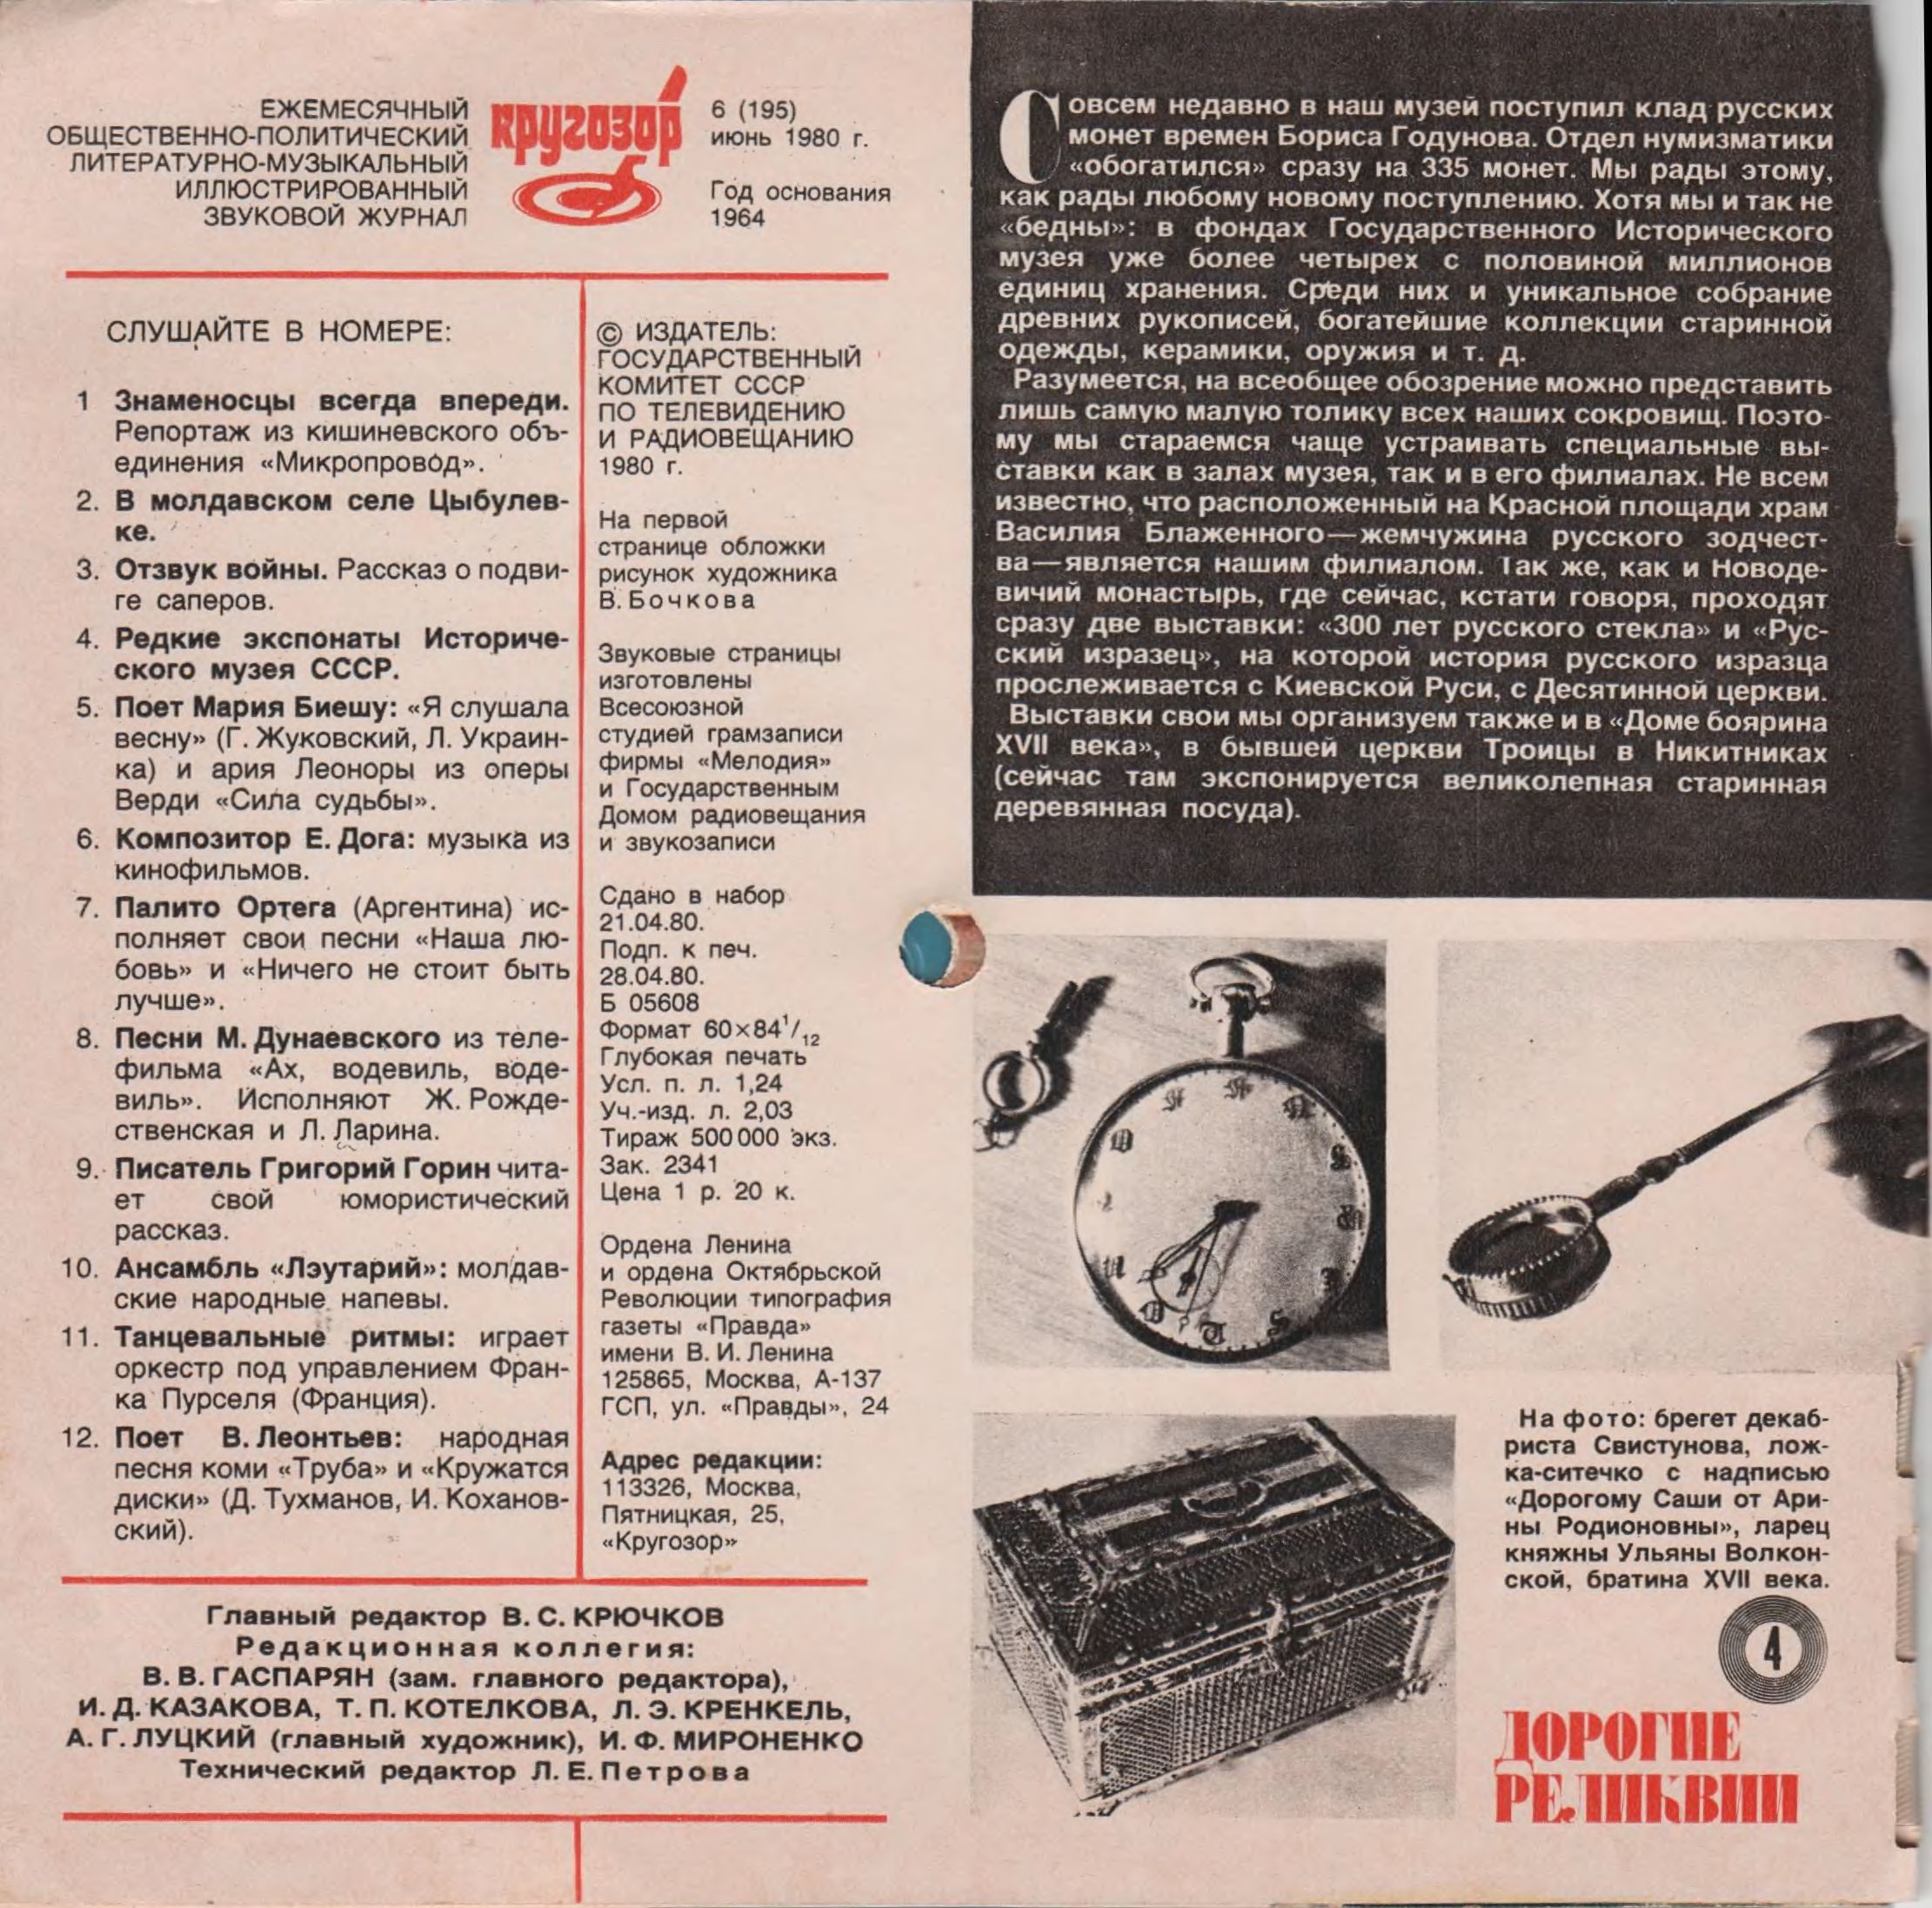 ЕЖЕМЕСЯЧНЫЙ
ОБЩЕСТВЕННО-ПОЛИТИЧЕСКИЙ
ЛИТЕРАТУРНО-МУЗЫКАЛЬНЫЙ
ИЛЛЮСТРИРОВАННЫЙ
ЗВУКОВОЙ ЖУРНАЛ
кругозор
6 (195)
июнь 1980 г.
Год основания
1964
СЛУШАЙТЕ В НОМЕРЕ:
1 Знаменосцы всегда впереди.
Репортаж из кишиневского объ-
единения «Микропровод».
2. В молдавском селе Цыбулев-
ке.
3. Отзвук войны. Рассказ о подви-
ге саперов.
4. Редкие экспонаты Историче-
ского музея СССР.
5. Поет Мария Биешу: «Я слушала
весну» (Г. Жуковский, Л. Украин-
ка) и ария Леоноры из оперы
Верди «Сила судьбы».
6. Композитор Е. Дога: музыка из
кинофильмов.
7. Палито Ортега (Аргентина) ис-
полняет свои песни «Наша лю-
бовь» и «Ничего не стоит быть
лучше».
8. Песни М. Дунаевского из теле-
фильма «Ах, водевиль, воде-
виль». Исполняют Ж. Рожде-
ственская и Л. Ларина.
9. Писатель Григорий Горин чита-
ет свой юмористический
рассказ.
10. Ансамбль «Лэутарий»: молдав-
ские народные напевы.
11. Танцевальные ритмы: играет
оркестр под управлением Фран-
ка Пурселя (Франция).
12. Поет В. Леонтьев: народная
песня коми «Труба» и «Кружатся
диски» (Д. Тухманов, И. Коханов-
ский).
© ИЗДАТЕЛЬ:
ГОСУДАРСТВЕННЫЙ
КОМИТЕТ СССР
ПО ТЕЛЕВИДЕНИЮ
И РАДИОВЕЩАНИЮ
1980 г.
На первой
странице обложки
рисунок художника
В. Бочкова
Звуковые страницы
изготовлены
Всесоюзной
студией грамзаписи
фирмы «Мелодия»
и Государственным
Домом радиовещания
и звукозаписи
Сдано в набор
21.04.80.
Подп. к печ.
28.04.80.
Б 05608
Формат 60×84¹/₁₂
Глубокая печать
Усл. п. л. 1,24
Уч.-изд. л. 2,03
Тираж 500 000 экз.
Зак. 2341
Цена 1 р. 20 к.
Ордена Ленина
и ордена Октябрьской
Революции типография
газеты «Правда»
имени В. И. Ленина
125865, Москва, А-137
ГСП, ул. «Правды», 24
Адрес редакции:
113326, Москва,
Пятницкая, 25,
«Кругозор»
Главный редактор В. С. КРЮЧКОВ
Редакционная коллегия:
В. В. ГАСПАРЯН (зам. главного редактора),
И. Д. КАЗАКОВА, Т. П. КОТЕЛКОВА, Л. Э. КРЕНКЕЛЬ,
А. Г. ЛУЦКИЙ (главный художник), И. Ф. МИРОНЕНКО
Технический редактор Л. Е. Петрова
Совсем недавно в наш музей поступил клад русских
монет времен Бориса Годунова. Отдел нумизматики
«обогатился» сразу на 335 монет. Мы рады этому,
как рады любому новому поступлению. Хотя мы и так не
«бедны»: в фондах Государственного Исторического
музея уже более четырех с половиной миллионов
единиц хранения. Среди них и уникальное собрание
древних рукописей, богатейшие коллекции старинной
одежды, керамики, оружия и т. д.
Разумеется, на всеобщее обозрение можно представить
лишь самую малую толику всех наших сокровищ. Поэто-
му мы стараемся чаще устраивать специальные вы-
ставки как в залах музея, так и в его филиалах. Не всем
известно, что расположенный на Красной площади храм
Василия Блаженного—жемчужина русского зодчест-
ва—является нашим филиалом. Так же, как и Новоде-
вичий монастырь, где сейчас, кстати говоря, проходят
сразу две выставки: «300 лет русского стекла» и «Рус-
ский изразец», на которой история русского изразца
прослеживается с Киевской Руси, с Десятинной церкви.
Выставки свои мы организуем также и в «Доме боярина
XVII века», в бывшей церкви Троицы в Никитниках
(сейчас там экспонируется великолепная старинная
деревянная посуда).
На фото: брегет декаб-
риста Свистунова, лож-
ка-ситечко с надписью
«Дорогому Саши от Ари-
ны Родионовны», ларец
княжны Ульяны Волкон-
ской, братина XVII века.
4
ДОРОГИЕ
РЕЛИКВИИ